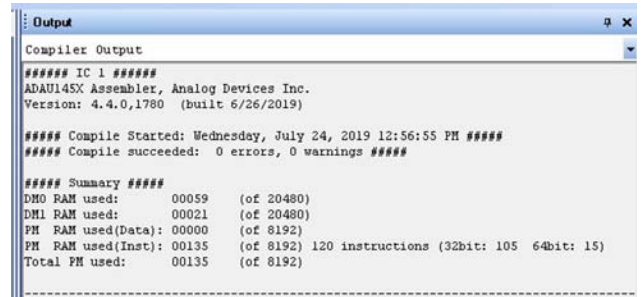 Output
Compiler Output
###### IC 1 ######
ADAU145X Assembler, Analog Devices Inc.
Version: 4.4.0,1780 (built 6/26/2019)
##### Compile Started: Wednesday, July 24, 2019 12:56:55 PM #####
##### Compile succeeded: 0 errors, 0 warnings #####
##### Summary #####
DM0 RAM used: 00059 (of 20480)
DM1 RAM used: 00021 (of 20480)
PM RAM used(Data): 00000 (of 8192)
PM RAM used(Inst): 00135 (of 8192) 120 instructions (32bit: 105 64bit: 15)
Total PM used: 00135 (of 8192)
--------------------------------------------------------------------------------